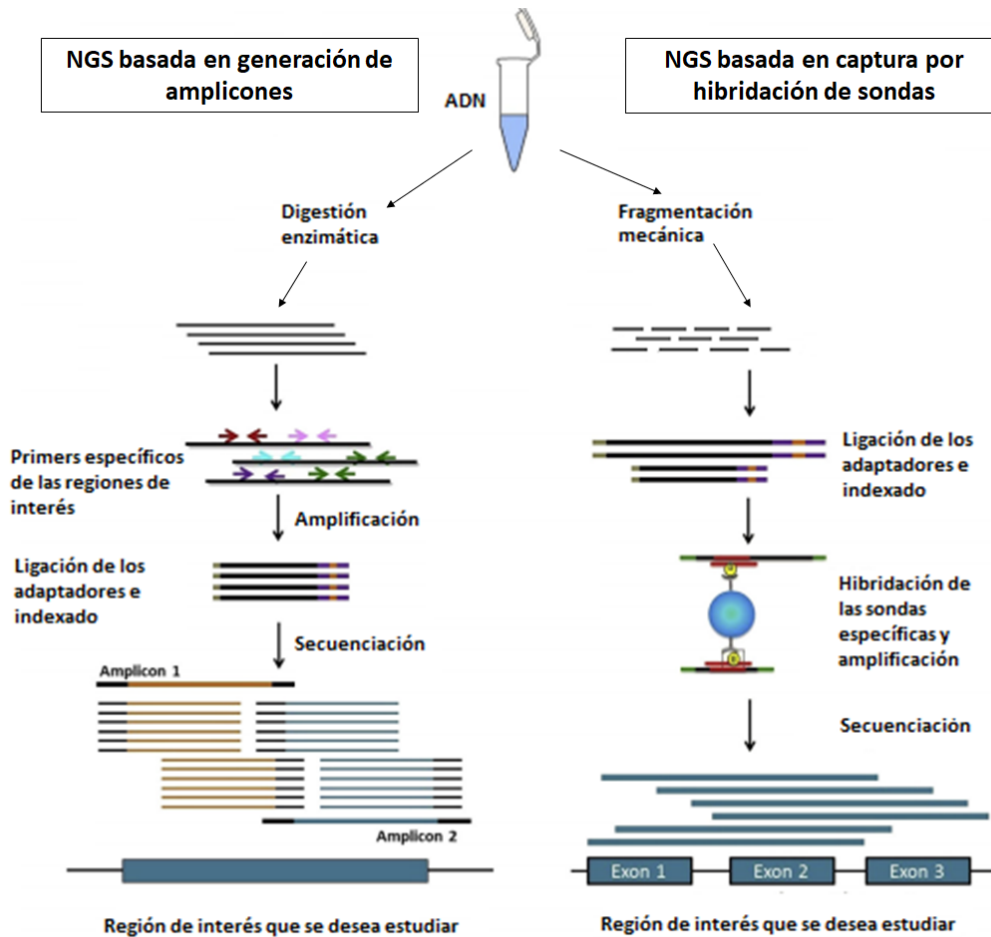 NGS basada en generación de
amplicones
ADN
NGS basada en captura por
hibridación de sondas
Digestión
enzimática
Fragmentación
mecánica
Primers específicos
de las regiones de
interés
Amplificación
Ligación de los
adaptadores e
indexado
Secuenciación
Amplicon 1
Amplicon 2
Región de interés que se desea estudiar
Ligación de los
adaptadores e
indexado
Hibridación de
las sondas
específicas y
amplificación
Secuenciación
Exon 1
Exon 2
Exon 3
Región de interés que se desea estudiar